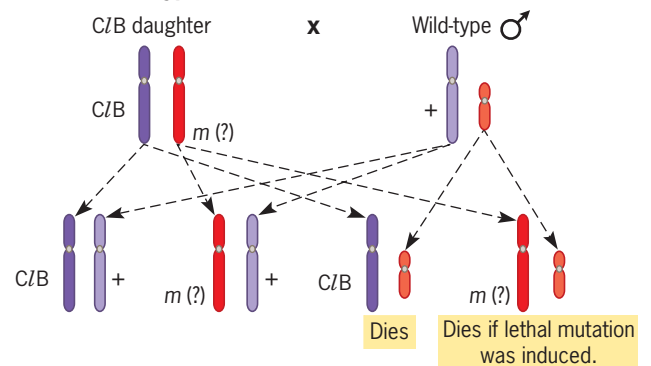 ClB daughter x Wild-type ♂
ClB
m (?)
+
ClB
+
m (?)
+
ClB
m (?)
Dies
Dies if lethal mutation
was induced.